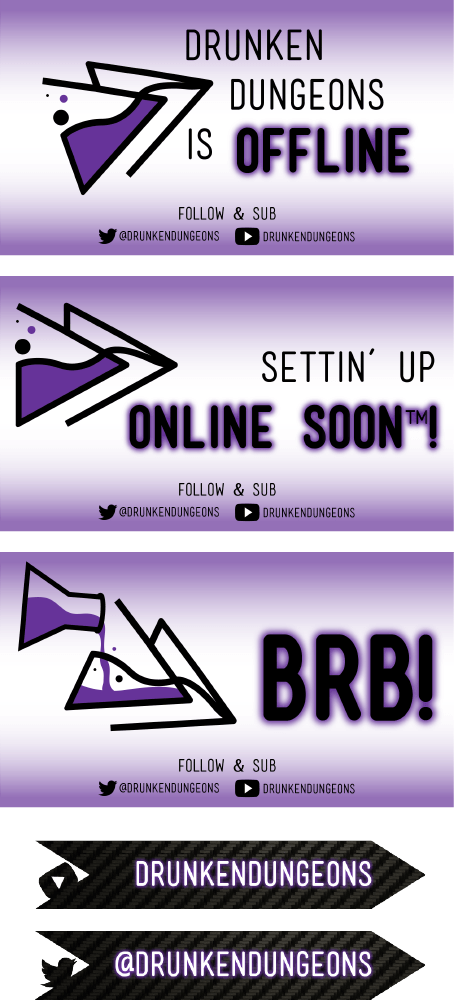 DRUNKEN
DUNGEONS
IS OFFLINE
FOLLOW & SUB
@DRUNKENDUNGEONS DRUNKENDUNGEONS
SETTIN' UP
ONLINE SOON™!
FOLLOW & SUB
@DRUNKENDUNGEONS DRUNKENDUNGEONS
BRB!
FOLLOW & SUB
@DRUNKENDUNGEONS DRUNKENDUNGEONS
DRUNKENDUNGEONS
@DRUNKENDUNGEONS